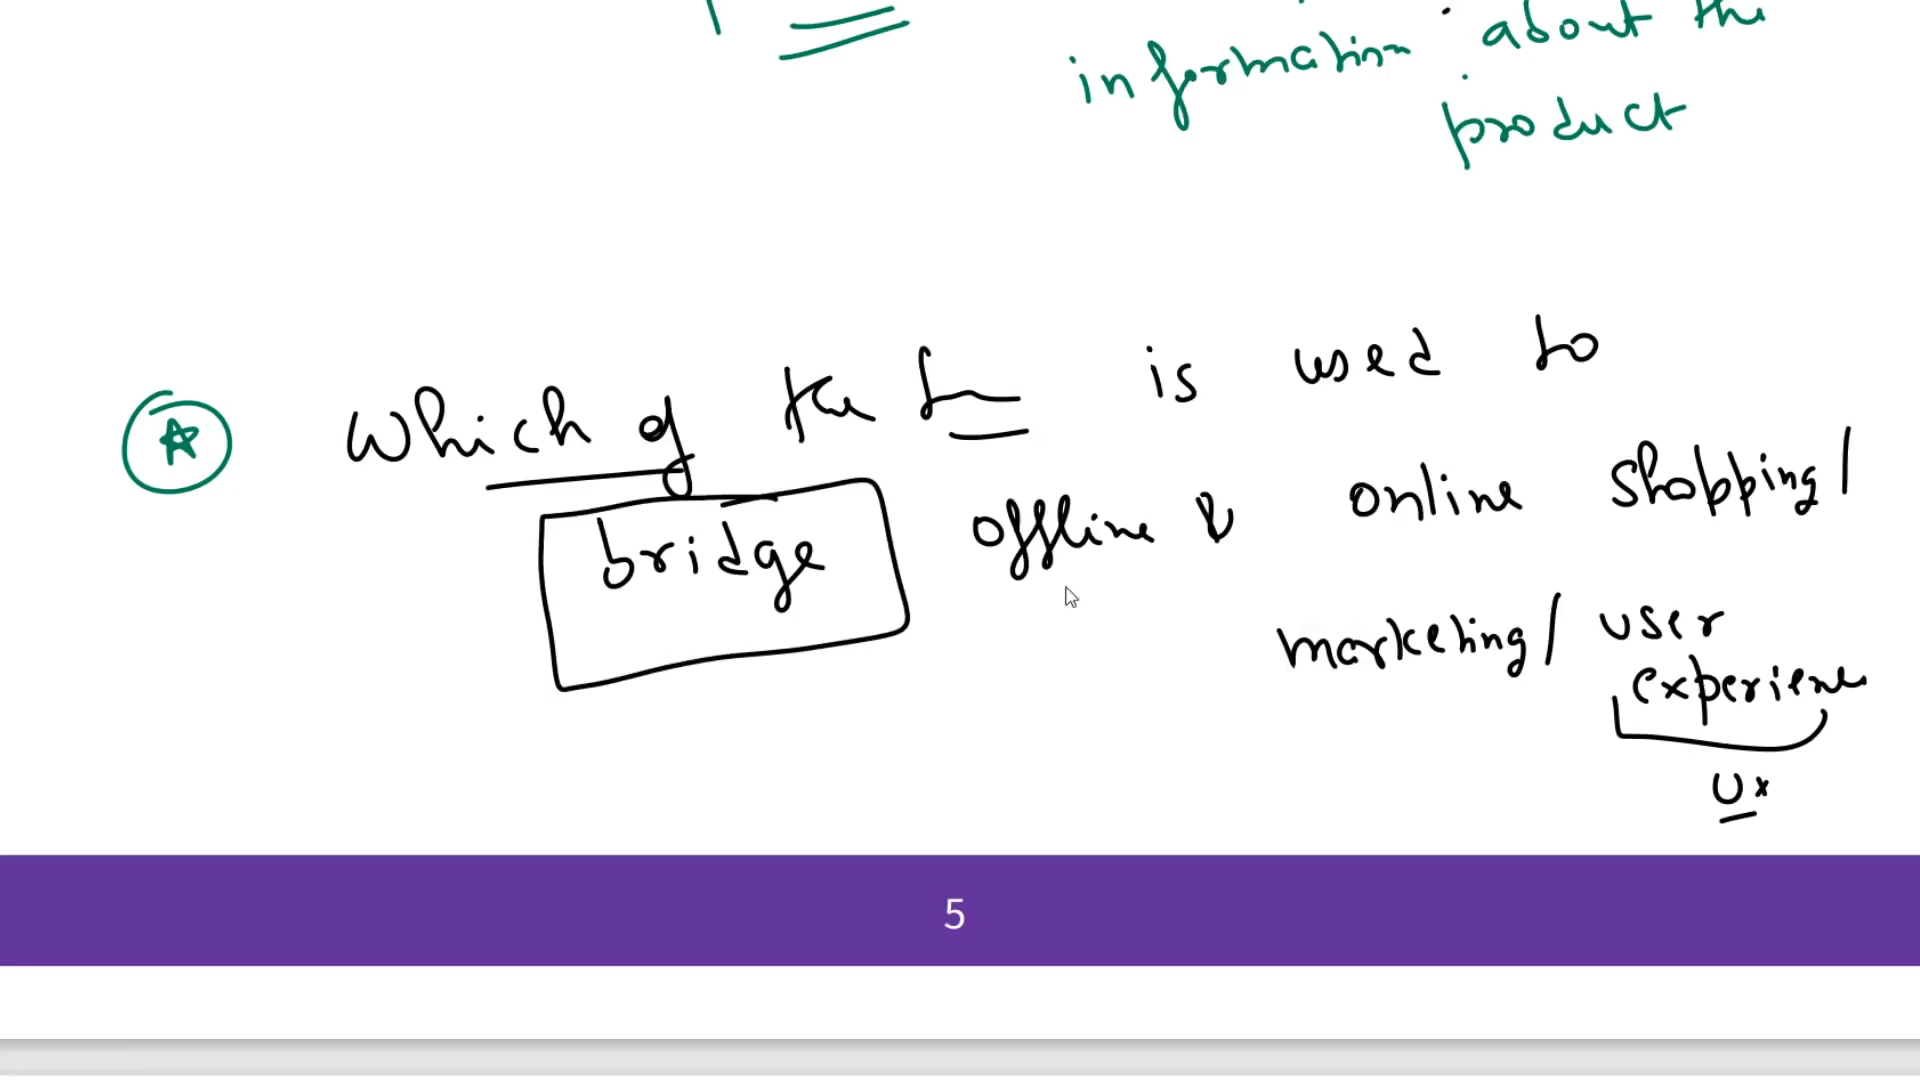 information about the
product
Which of the is used to
bridge offline & online shopping/
marketing/ user
experience
Ux
5